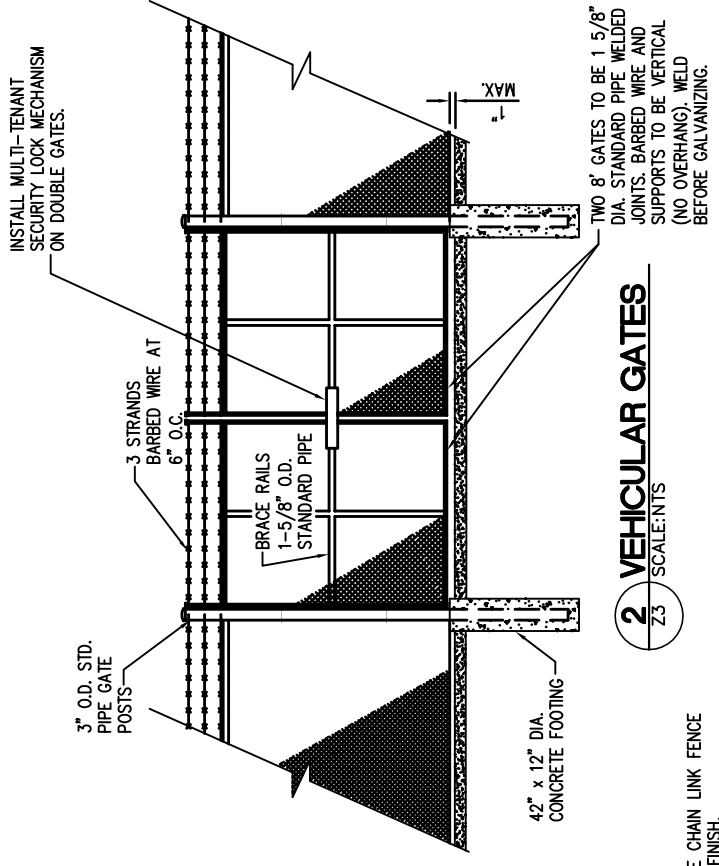 INSTALL MULTI-TENANT
SECURITY LOCK MECHANISM
ON DOUBLE GATES.
3 STRANDS
BARBED WIRE AT
6" O.C.
3" O.D. STD.
PIPE GATE
POSTS
BRACE RAILS
1-5/8" O.D.
STANDARD PIPE
1"
MAX.
42" x 12" DIA.
CONCRETE FOOTING
TWO 8' GATES TO BE 1 5/8"
DIA. STANDARD PIPE WELDED
JOINTS. BARBED WIRE AND
SUPPORTS TO BE VERTICAL
(NO OVERHANG). WELD
BEFORE GALVANIZING.
2 VEHICULAR GATES
Z3 SCALE:NTS
E CHAIN LINK FENCE
FINISH.